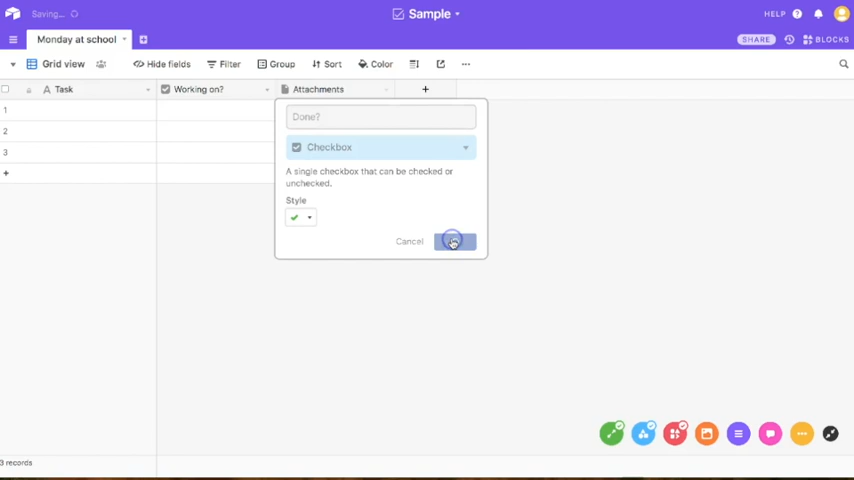 Saving...
Sample
HELP
Monday at school
SHARE
BLOCKS
Grid view
Hide fields
Filter
Group
Sort
Color
A Task
Working on?
Attachments
+
1
2
3
+
Done?
Checkbox
A single checkbox that can be checked or
unchecked.
Style
Cancel
3 records